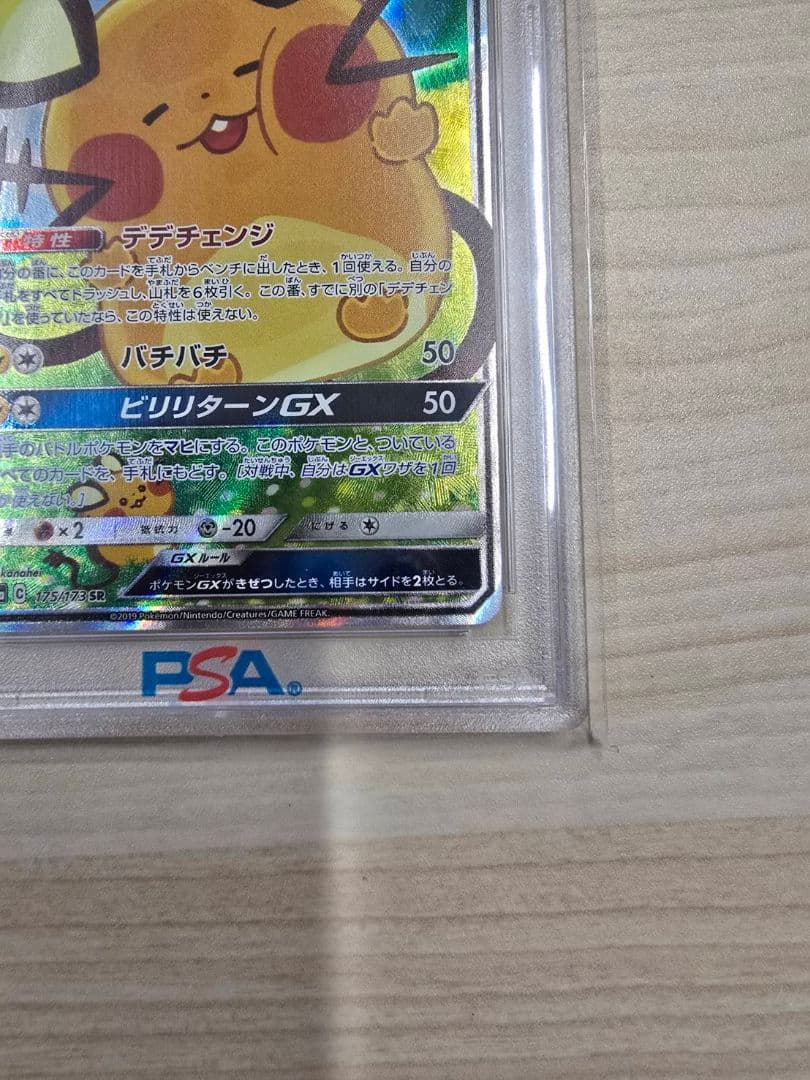 特性 デデチェンジ
分の番に、このカードを手札からベンチに出したとき、1回使える。自分の
札をすべてトラッシュし、山札を6枚引く。この番、すでに別の「デデチェン
」を使っていたなら、この特性は使えない。
バチバチ 50
ビリリターンGX 50
手のバトルポケモンをマヒにする。このポケモンと、ついている
べてのカードを、手札にもどす。[対戦中、自分はGXワザを1回
か使えない。]
×2 抵抗力 -20 にげる
GXルール
kanahei
ポケモンGXがきぜつしたとき、相手はサイドを2枚とる。
C 175/173 SR
©2019 Pokémon/Nintendo/Creatures/GAME FREAK.
PSA®